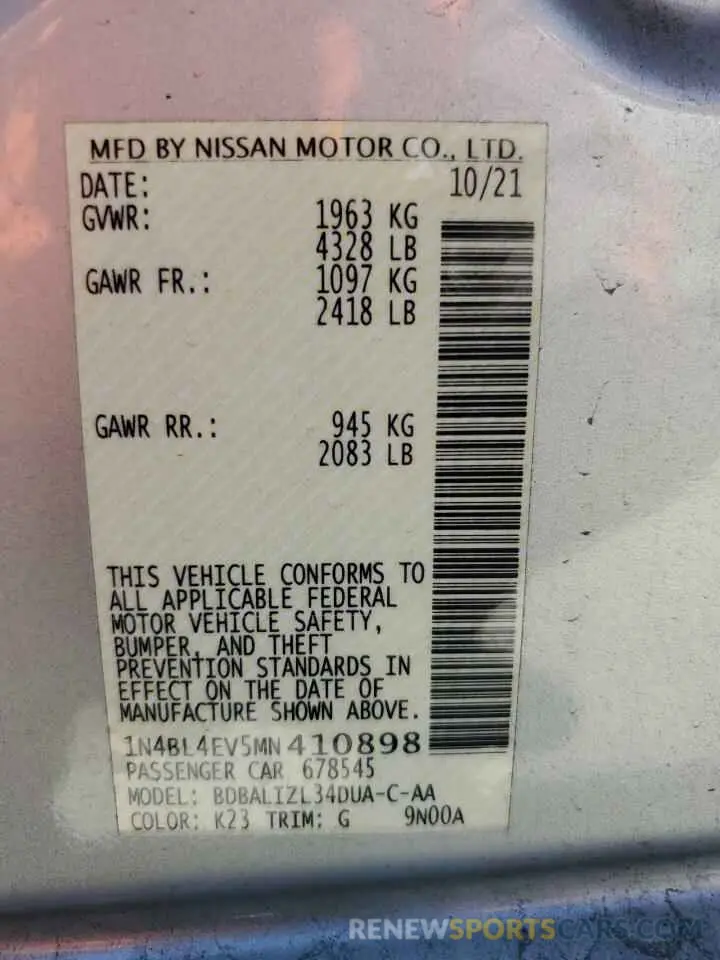 MFD BY NISSAN MOTOR CO., LTD.
DATE: 10/21
GVWR: 1963 KG
4328 LB
GAWR FR.: 1097 KG
2418 LB
GAWR RR.: 945 KG
2083 LB
THIS VEHICLE CONFORMS TO
ALL APPLICABLE FEDERAL
MOTOR VEHICLE SAFETY,
BUMPER, AND THEFT
PREVENTION STANDARDS IN
EFFECT ON THE DATE OF
MANUFACTURE SHOWN ABOVE.
1N4BL4EV5MN410898
PASSENGER CAR 678545
MODEL: BDBALIZL34DUA-C-AA
COLOR: K23 TRIM: G 9N00A
RENEWSPORTSCARS.COM